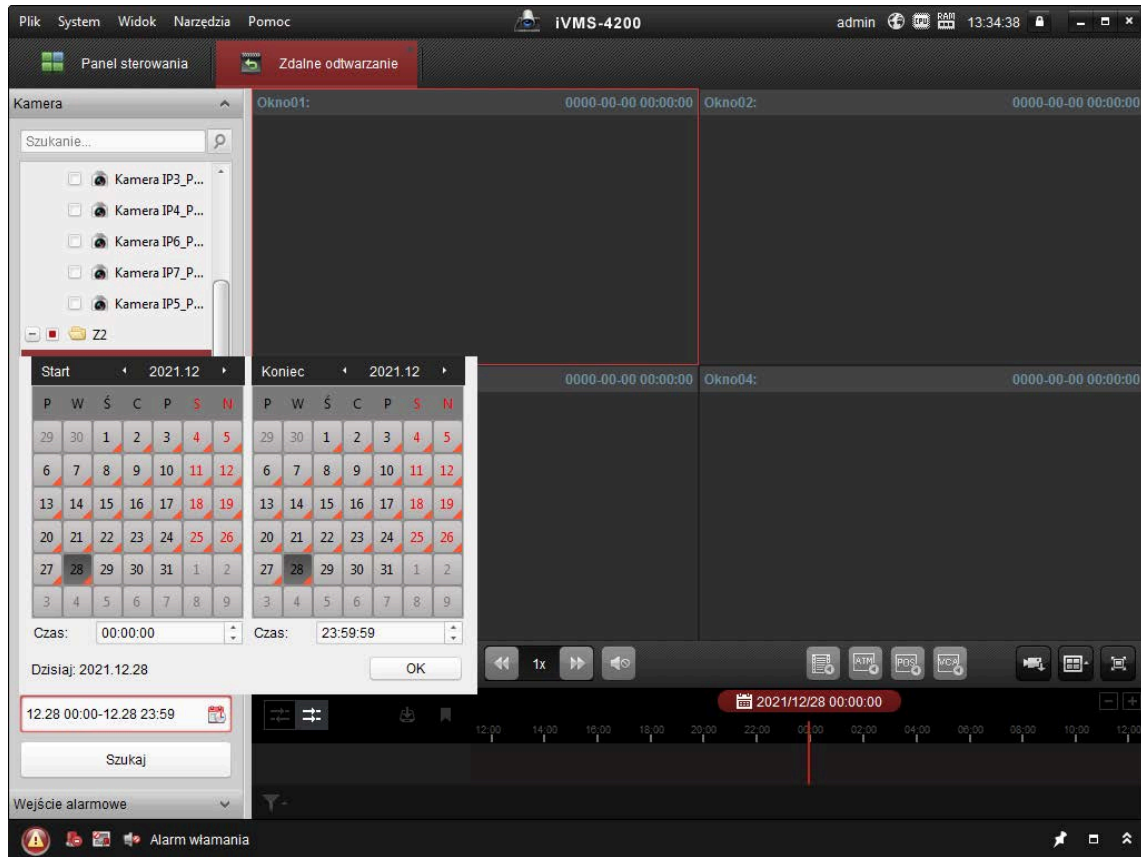 Plik System Widok Narzędzia Pomoc iVMS-4200 admin CPU RAM 13:34:38
Panel sterowania Zdalne odtwarzanie
Kamera
Szukanie...
Kamera IP3_P...
Kamera IP4_P...
Kamera IP6_P...
Kamera IP7_P...
Kamera IP5_P...
Z2
Okno01: 0000-00-00 00:00:00 Okno02: 0000-00-00 00:00:00
0000-00-00 00:00:00 Okno04: 0000-00-00 00:00:00
Start 2021.12
P W Ś C P S N
29 30 1 2 3 4 5
6 7 8 9 10 11 12
13 14 15 16 17 18 19
20 21 22 23 24 25 26
27 28 29 30 31 1 2
3 4 5 6 7 8 9
Czas: 00:00:00
Koniec 2021.12
P W Ś C P S N
29 30 1 2 3 4 5
6 7 8 9 10 11 12
13 14 15 16 17 18 19
20 21 22 23 24 25 26
27 28 29 30 31 1 2
3 4 5 6 7 8 9
Czas: 23:59:59
Dzisiaj: 2021.12.28 OK
1x ATM POS VCA
12.28 00:00-12.28 23:59
Szukaj
2021/12/28 00:00:00
12:00 14:00 16:00 18:00 20:00 22:00 00:00 02:00 04:00 06:00 08:00 10:00 12:00
Wejście alarmowe
Alarm włamania